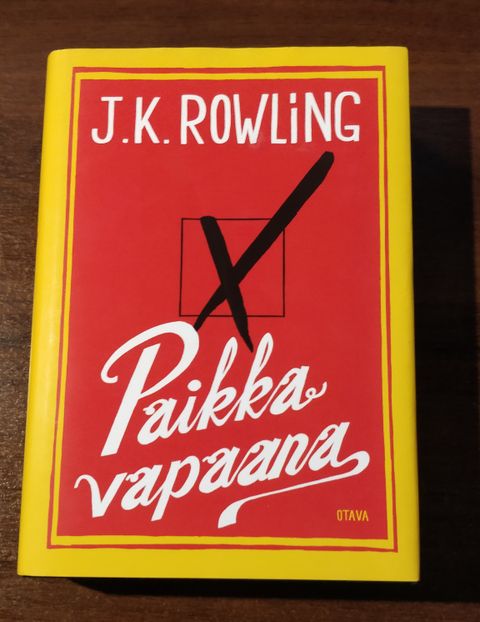 J.K. ROWLiNG
Paikka
vapaana
OTAVA